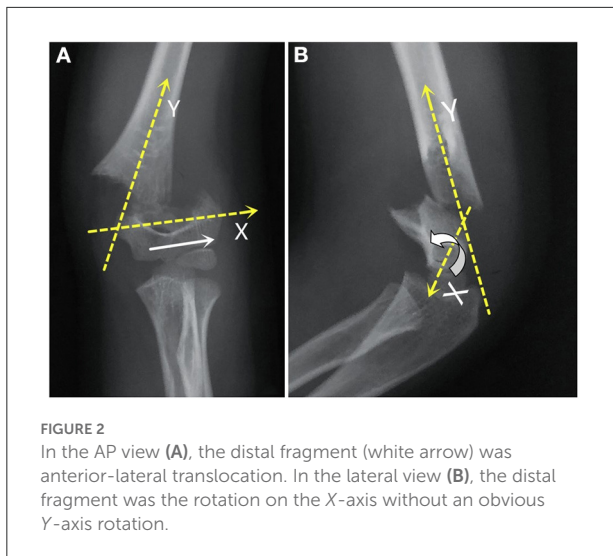 A
B
Y
Y
X
X
FIGURE 2
In the AP view (A), the distal fragment (white arrow) was
anterior-lateral translocation. In the lateral view (B), the distal
fragment was the rotation on the X-axis without an obvious
Y-axis rotation.